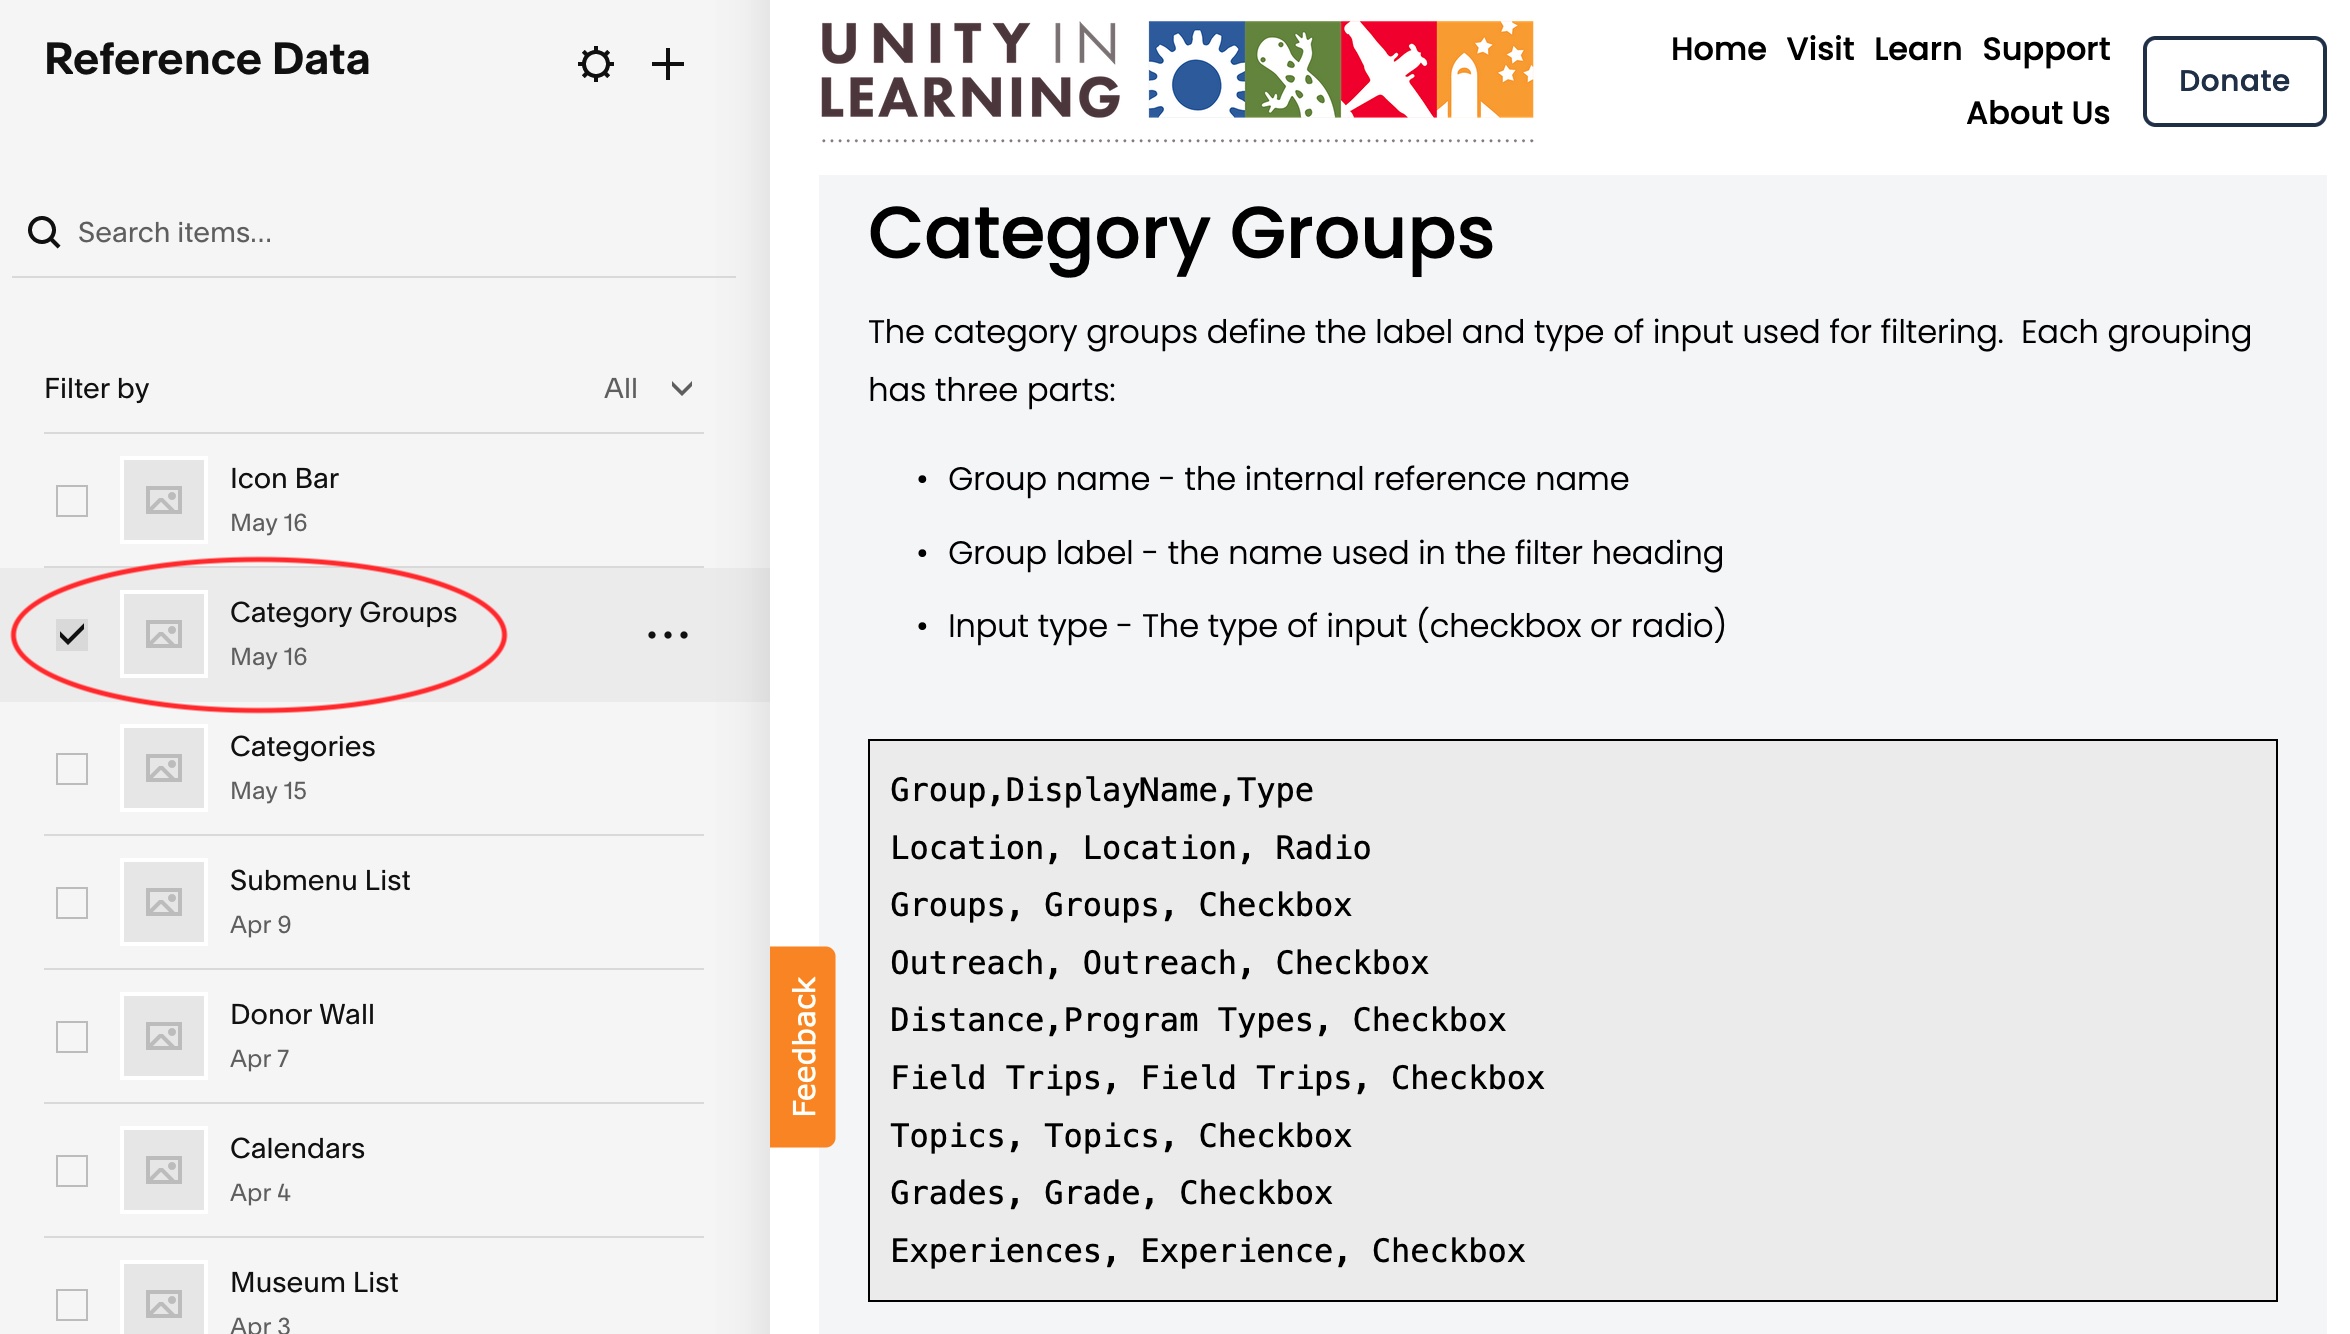 Reference Data
Search items...
Filter by All
Icon Bar
May 16
Category Groups
May 16
Categories
May 15
Submenu List
Apr 9
Donor Wall
Apr 7
Calendars
Apr 4
Museum List
Apr 3
UNITY IN
LEARNING
Home Visit Learn Support
About Us
Donate
Category Groups
The category groups define the label and type of input used for filtering.  Each grouping
has three parts:
• Group name - the internal reference name
• Group label - the name used in the filter heading
• Input type - The type of input (checkbox or radio)
Group,DisplayName,Type
Location, Location, Radio
Groups, Groups, Checkbox
Outreach, Outreach, Checkbox
Distance,Program Types, Checkbox
Field Trips, Field Trips, Checkbox
Topics, Topics, Checkbox
Grades, Grade, Checkbox
Experiences, Experience, Checkbox
Feedback